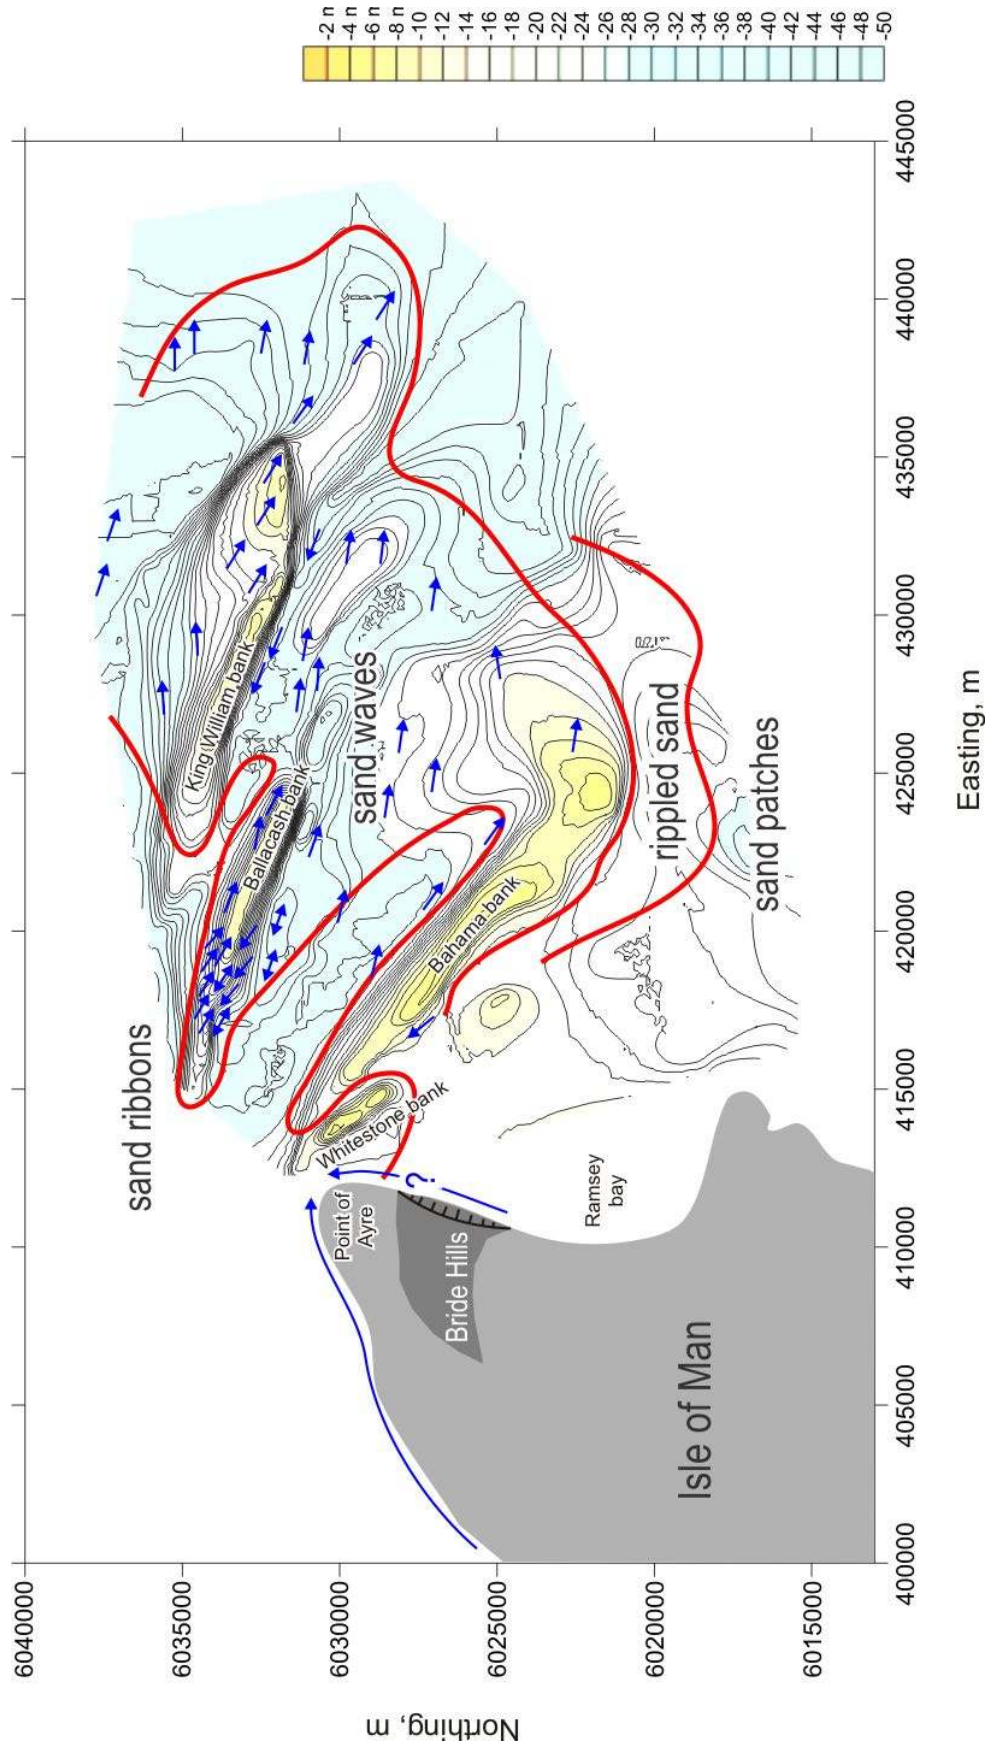 6040000
6035000
6030000
6025000
6020000
6015000
Northing, m
400000
405000
410000
415000
420000
425000
430000
435000
440000
445000
Easting, m
sand ribbons
King William bank
Ballacash bank
sand waves
Bahama bank
Whitestone bank
rippled sand
sand patches
Point of
Ayre
?
Bride Hills
Ramsey
bay
Isle of Man
-2 n
-4 n
-6 n
-8 n
-10
-12
-14
-16
-18
-20
-22
-24
-26
-28
-30
-32
-34
-36
-38
-40
-42
-44
-46
-48
-50